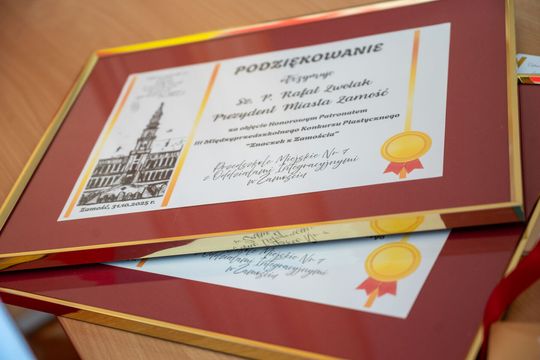 PODZIĘKOWANIE
otrzymuje
Sz. P. Rafał Zwolak
Prezydent Miasta Zamość
za objęcie Honorowym Patronatem
III Międzyprzedszkolnego Konkursu Plastycznego
"Znaczek z Zamościa"
Przedszkole Miejskie Nr 7
z Oddziałami Integracyjnymi
w Zamościu
Zamość, 31.10.2025 r.
Przedszkole Miejskie Nr 7
z Oddziałami Integracyjnymi
w Zamościu